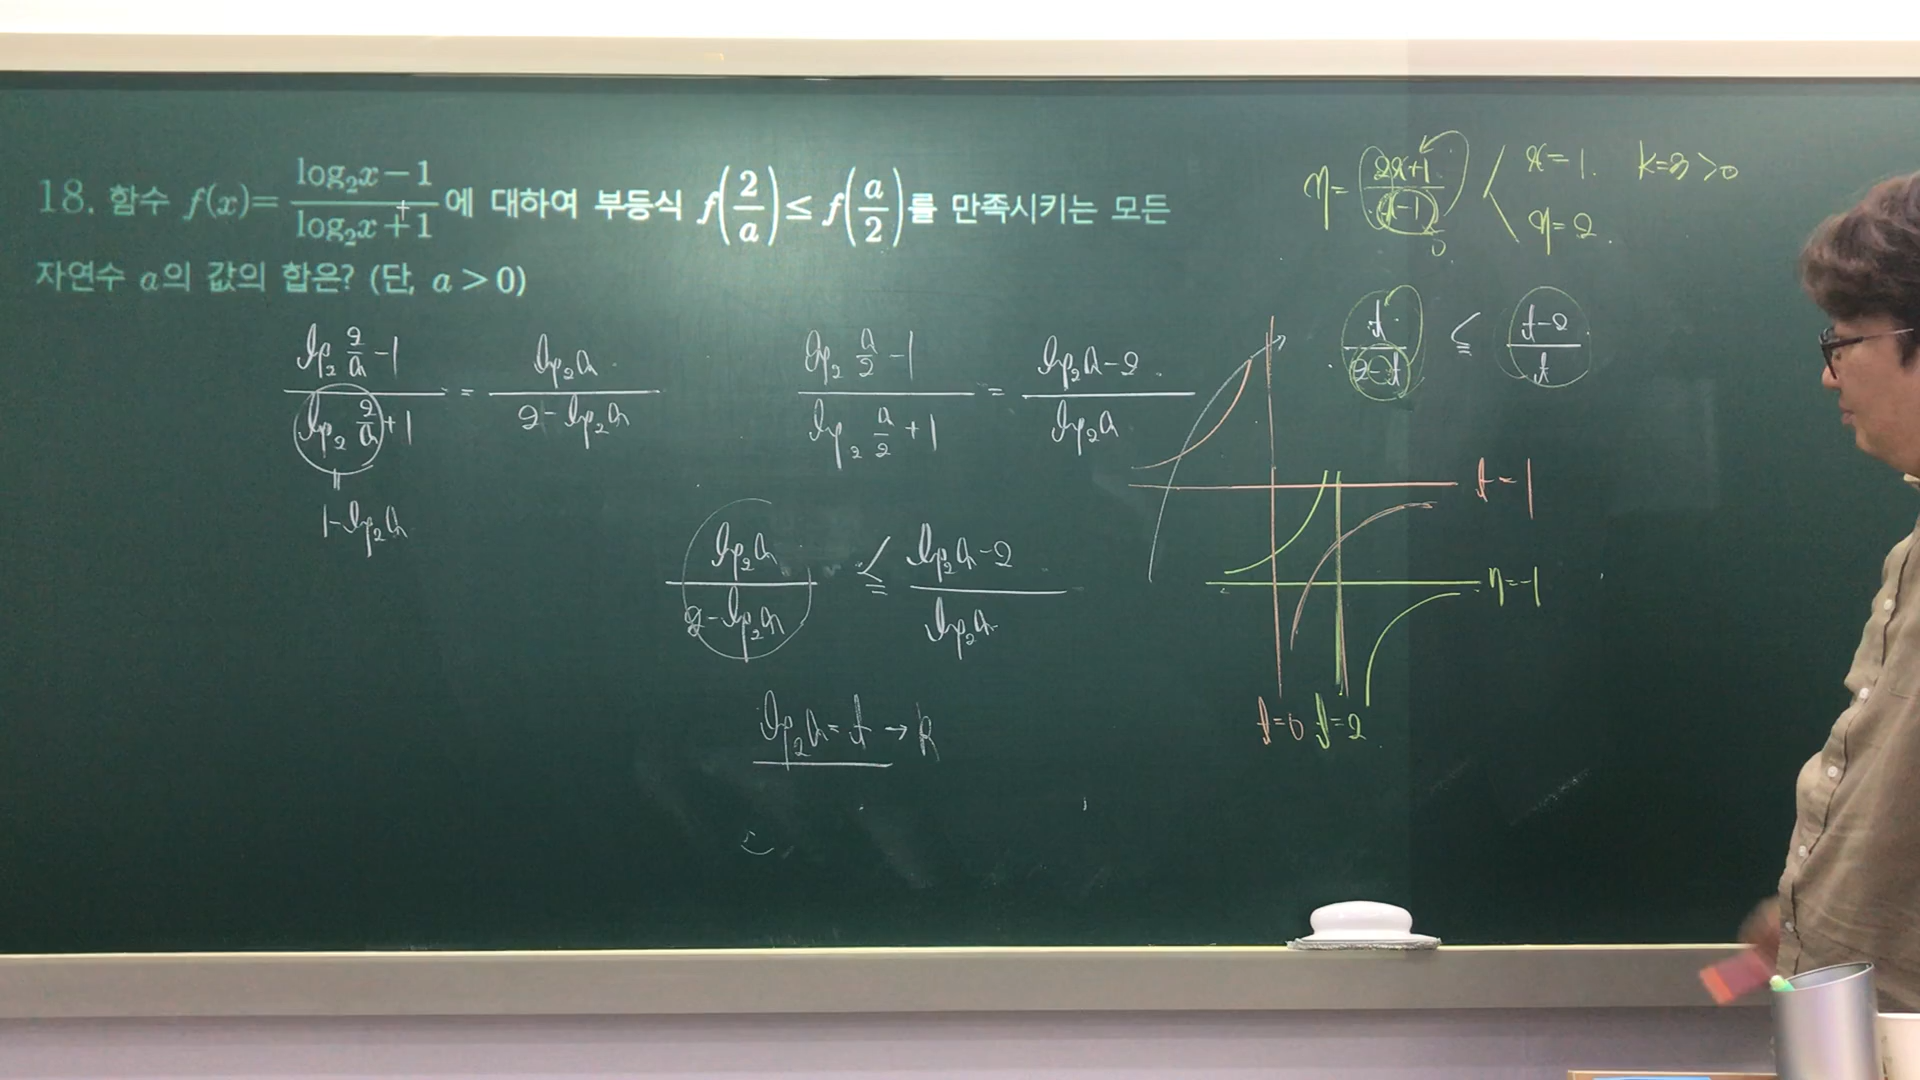 18. 함수 f(x)= (log₂x−1)/(log₂x+1) 에 대하여 부등식 f(2/a) ≤ f(a/2)를 만족시키는 모든
자연수 a의 값의 합은? (단, a > 0)
(log₂ 2/a −1)/(log₂ 2/a +1) = (log₂a)/(2−log₂a)
1−log₂a
(log₂ a/2 −1)/(log₂ a/2 +1) = (log₂a−2)/(log₂a)
(log₂a)/(2−log₂a) ≦ (log₂a−2)/(log₂a)
log₂a = t → R
y = (2x+1)/(x−1) < x=1. k=3 >0
y=2.
0
t/(2−t) ≦ (t−2)/t
y=−1
t=0 t=2